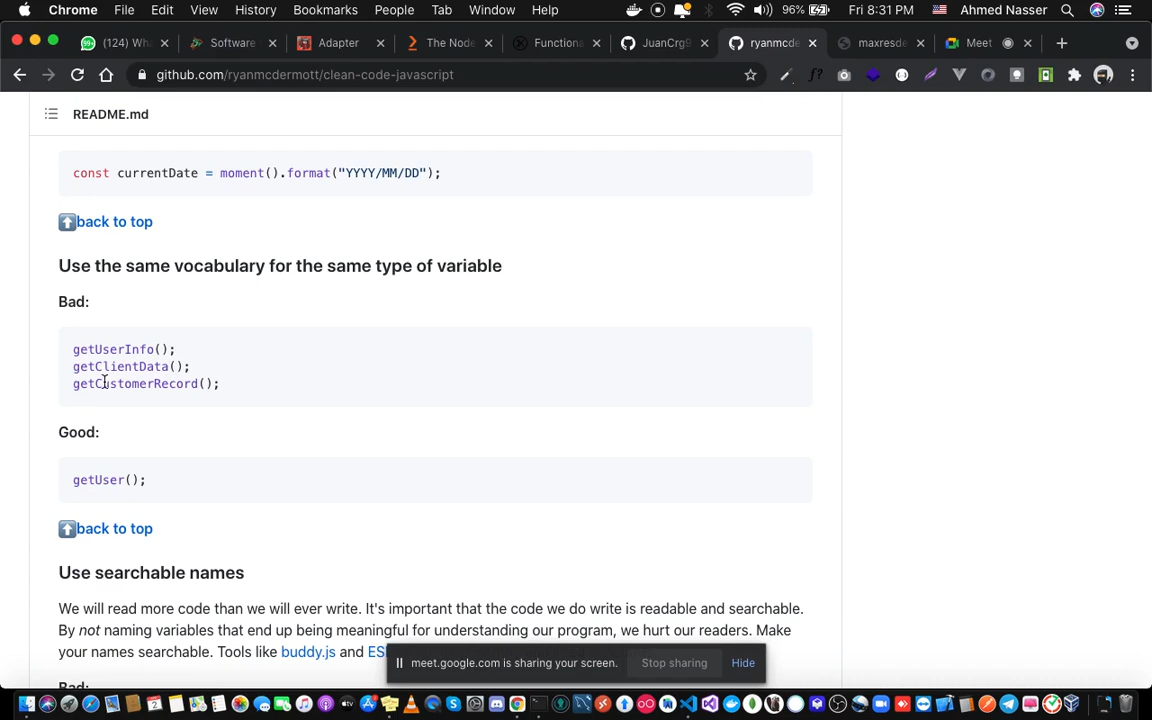 Chrome File Edit View History Bookmarks People Tab Window Help 96% Fri 8:31 PM Ahmed Nasser
(124) Wha Software Adapter The Node Functiona JuanCrg9 ryanmcde maxresde Meet
github.com/ryanmcdermott/clean-code-javascript
README.md
const currentDate = moment().format("YYYY/MM/DD");
back to top
Use the same vocabulary for the same type of variable
Bad:
getUserInfo();
getClientData();
getCustomerRecord();
Good:
getUser();
back to top
Use searchable names
We will read more code than we will ever write. It's important that the code we do write is readable and searchable.
By not naming variables that end up being meaningful for understanding our program, we hurt our readers. Make
your names searchable. Tools like buddy.js and ES
meet.google.com is sharing your screen. Stop sharing Hide